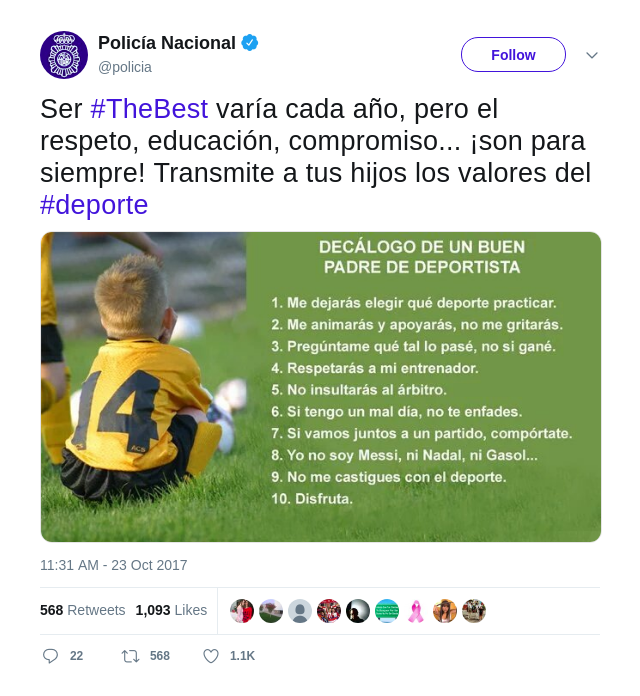 Policía Nacional
@policia
Follow
Ser #TheBest varía cada año, pero el
respeto, educación, compromiso... ¡son para
siempre! Transmite a tus hijos los valores del
#deporte
DECÁLOGO DE UN BUEN
PADRE DE DEPORTISTA
1. Me dejarás elegir qué deporte practicar.
2. Me animarás y apoyarás, no me gritarás.
3. Pregúntame qué tal lo pasé, no si gané.
4. Respetarás a mi entrenador.
5. No insultarás al árbitro.
6. Si tengo un mal día, no te enfades.
7. Si vamos juntos a un partido, compórtate.
8. Yo no soy Messi, ni Nadal, ni Gasol...
9. No me castigues con el deporte.
10. Disfruta.
14
ACS
11:31 AM - 23 Oct 2017
568 Retweets 1,093 Likes
22 568 1.1K